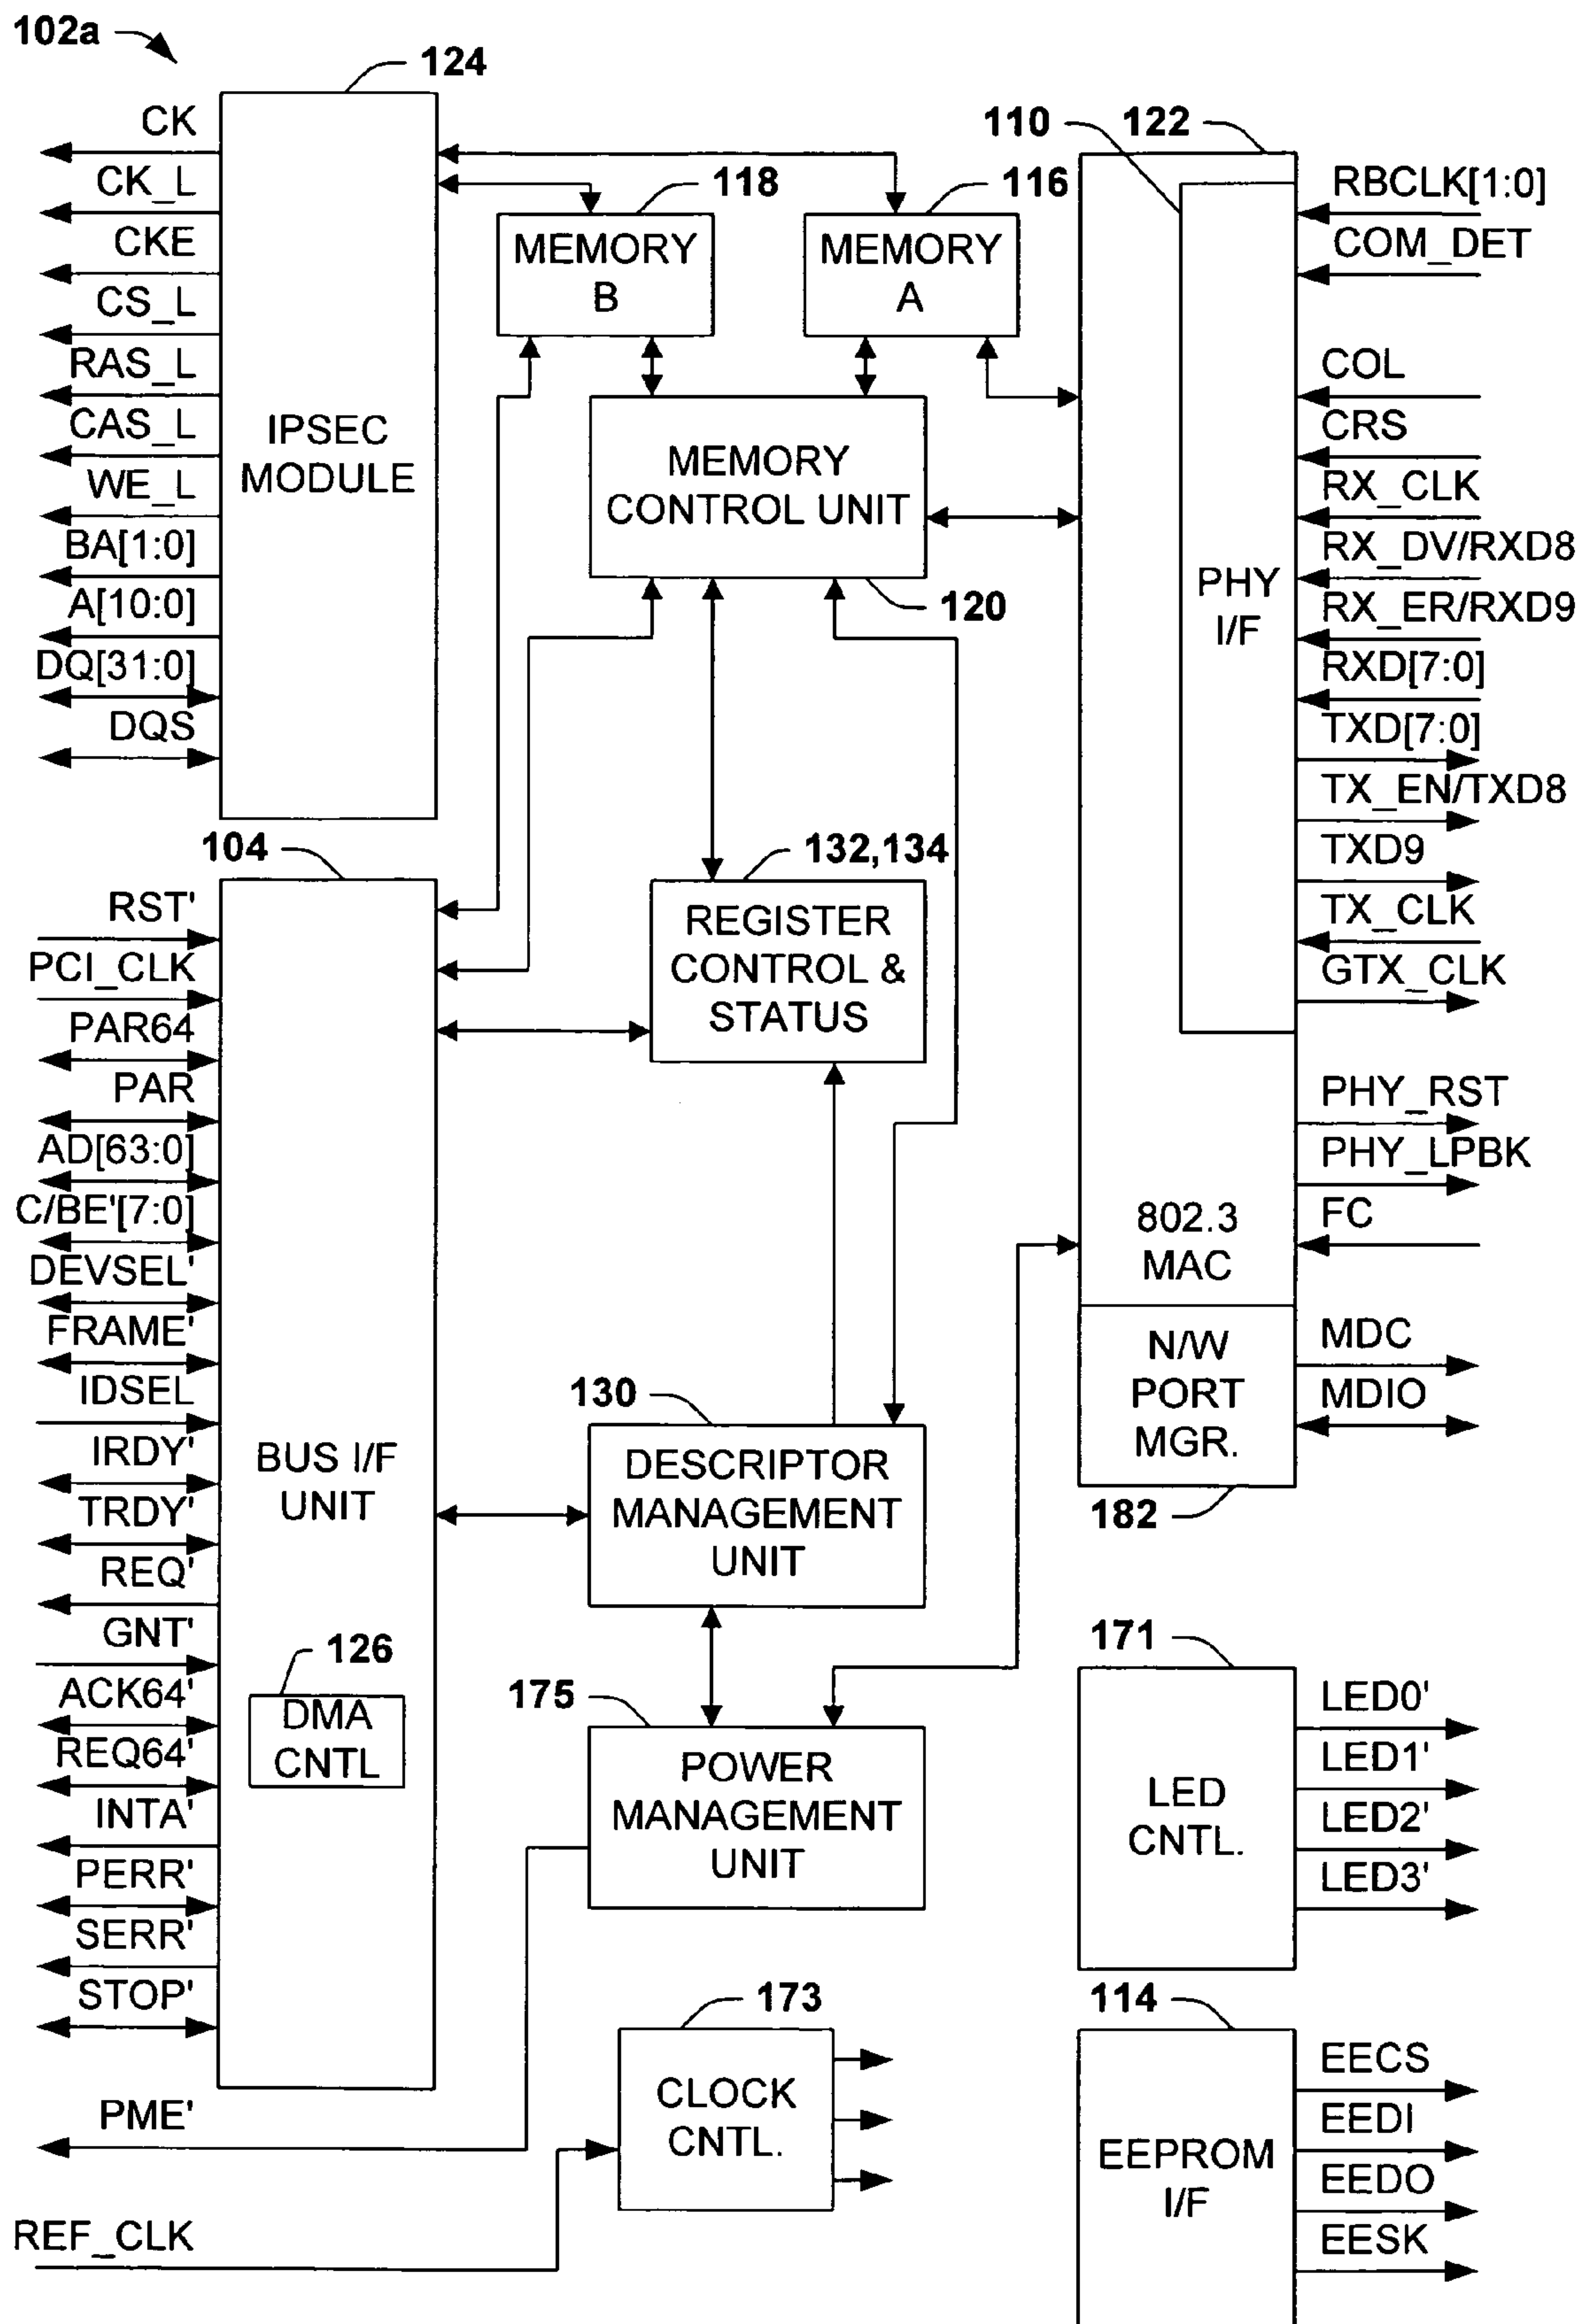 102a
124
CK
CK_L
CKE
CS_L
RAS_L
CAS_L
WE_L
BA[1:0]
A[10:0]
DQ[31:0]
DQS
IPSEC
MODULE
118
MEMORY
B
116
MEMORY
A
MEMORY
CONTROL UNIT
120
110
122
PHY
I/F
RBCLK[1:0]
COM_DET
COL
CRS
RX_CLK
RX_DV/RXD8
RX_ER/RXD9
RXD[7:0]
TXD[7:0]
TX_EN/TXD8
TXD9
TX_CLK
GTX_CLK
PHY_RST
PHY_LPBK
FC
802.3
MAC
N/W
PORT
MGR.
182
MDC
MDIO
104
RST'
PCI_CLK
PAR64
PAR
AD[63:0]
C/BE'[7:0]
DEVSEL'
FRAME'
IDSEL
IRDY'
TRDY'
REQ'
GNT'
ACK64'
REQ64'
INTA'
PERR'
SERR'
STOP'
BUS I/F
UNIT
126
DMA
CNTL
132,134
REGISTER
CONTROL &
STATUS
130
DESCRIPTOR
MANAGEMENT
UNIT
175
POWER
MANAGEMENT
UNIT
171
LED
CNTL.
LED0'
LED1'
LED2'
LED3'
PME'
REF_CLK
173
CLOCK
CNTL.
114
EEPROM
I/F
EECS
EEDI
EEDO
EESK